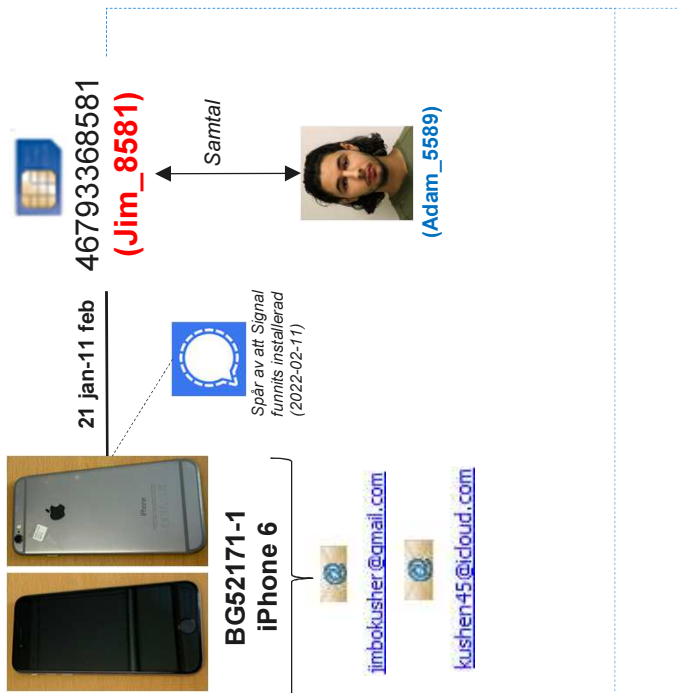 21 jan-11 feb
46793368581
(Jim_8581)
Samtal
(Adam_5589)
Spår av att Signal
funnits installerad
(2022-02-11)
iPhone
BG52171-1
iPhone 6
jimbokusher@gmail.com
kushen45@icloud.com